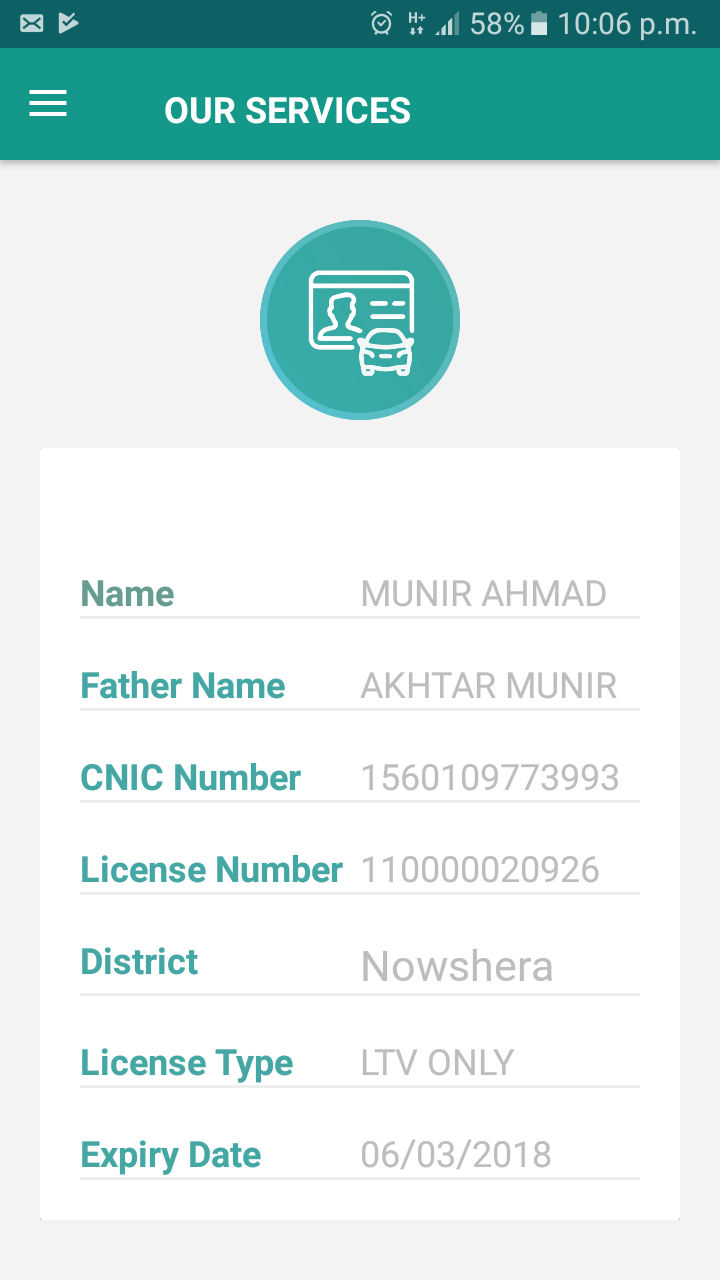 H+ 58% 10:06 p.m.
OUR SERVICES
Name MUNIR AHMAD
Father Name AKHTAR MUNIR
CNIC Number 1560109773993
License Number 110000020926
District Nowshera
License Type LTV ONLY
Expiry Date 06/03/2018